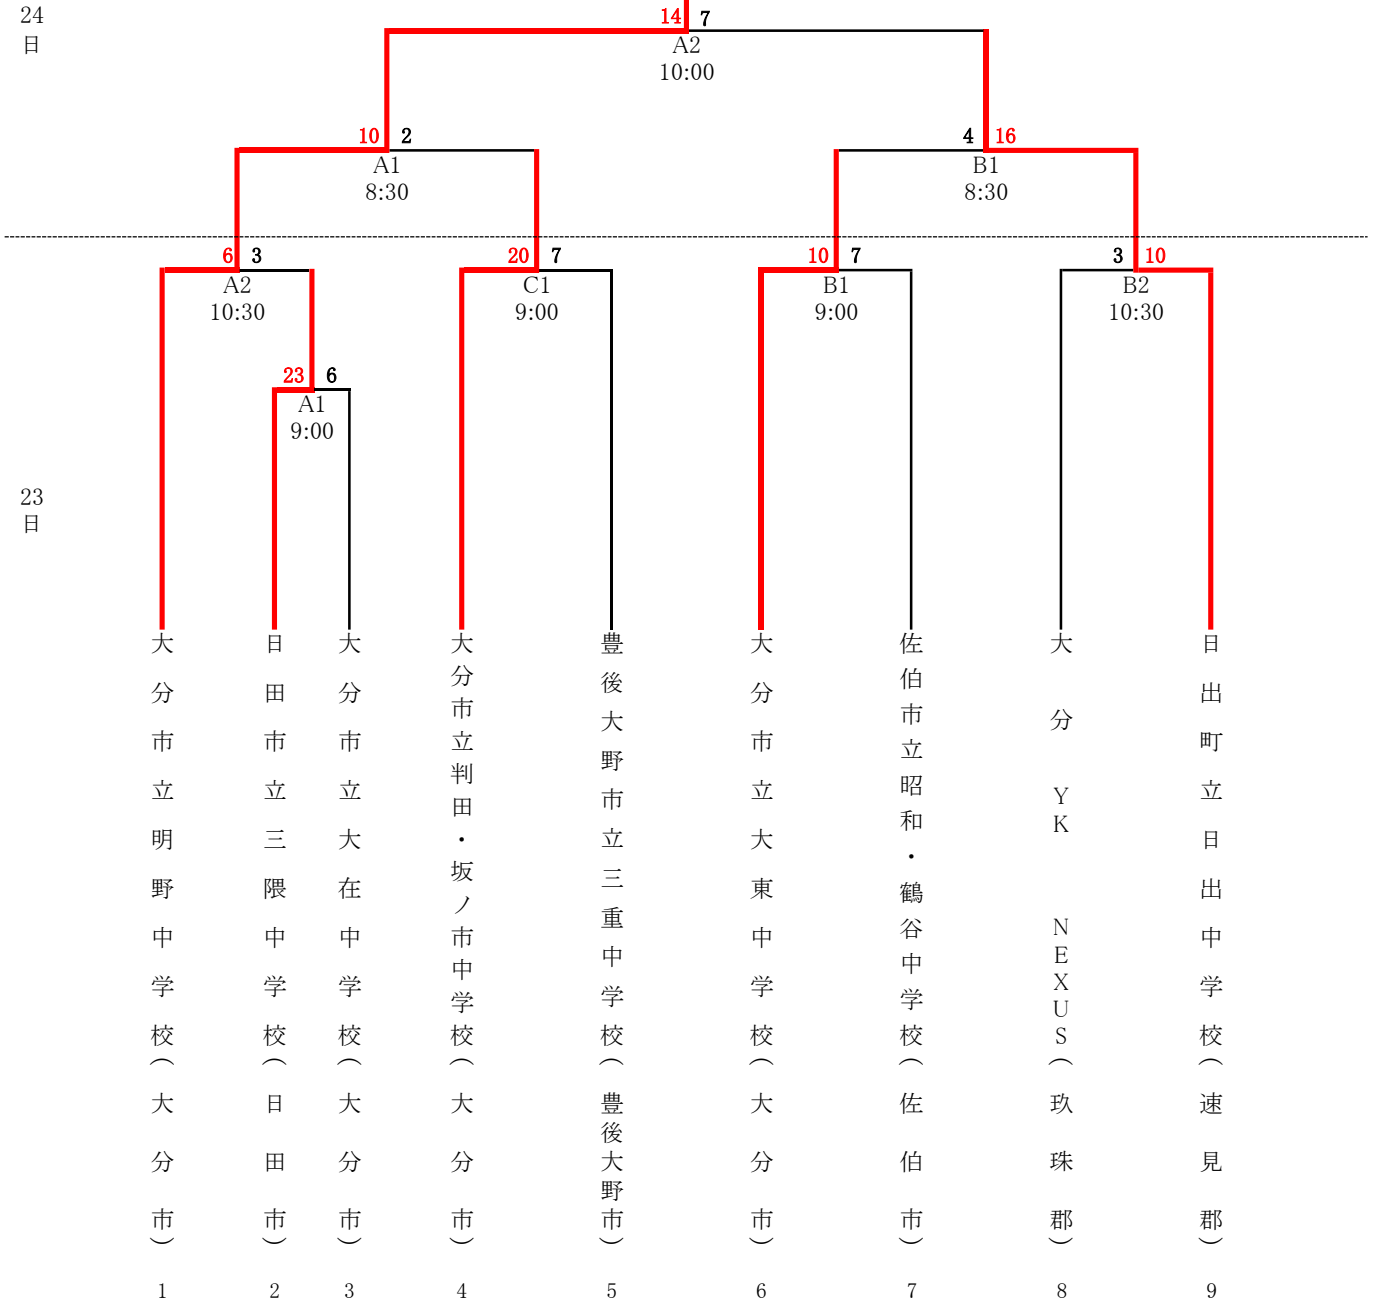 24
日
14 7
A2
10:00
10 2
A1
8:30
4 16
B1
8:30
6 3
A2
10:30
20 7
C1
9:00
10 7
B1
9:00
3 10
B2
10:30
23 6
A1
9:00
23
日
大分市立明野中学校(大分市)
日田市立三隈中学校(日田市)
大分市立大在中学校(大分市)
大分市立判田・坂ノ市中学校(大分市)
豊後大野市立三重中学校(豊後大野市)
大分市立大東中学校(大分市)
佐伯市立昭和・鶴谷中学校(佐伯市)
大分 YK NEXUS(玖珠郡)
日出町立日出中学校(速見郡)
1 2 3 4 5 6 7 8 9